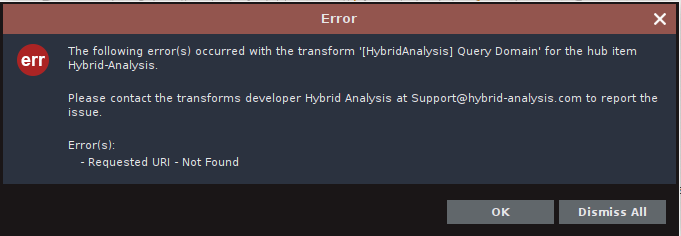 Error
err
The following error(s) occurred with the transform '[HybridAnalysis] Query Domain' for the hub item
Hybrid-Analysis.
Please contact the transforms developer Hybrid Analysis at Support@hybrid-analysis.com to report the
issue.
Error(s):
- Requested URI - Not Found
OK
Dismiss All